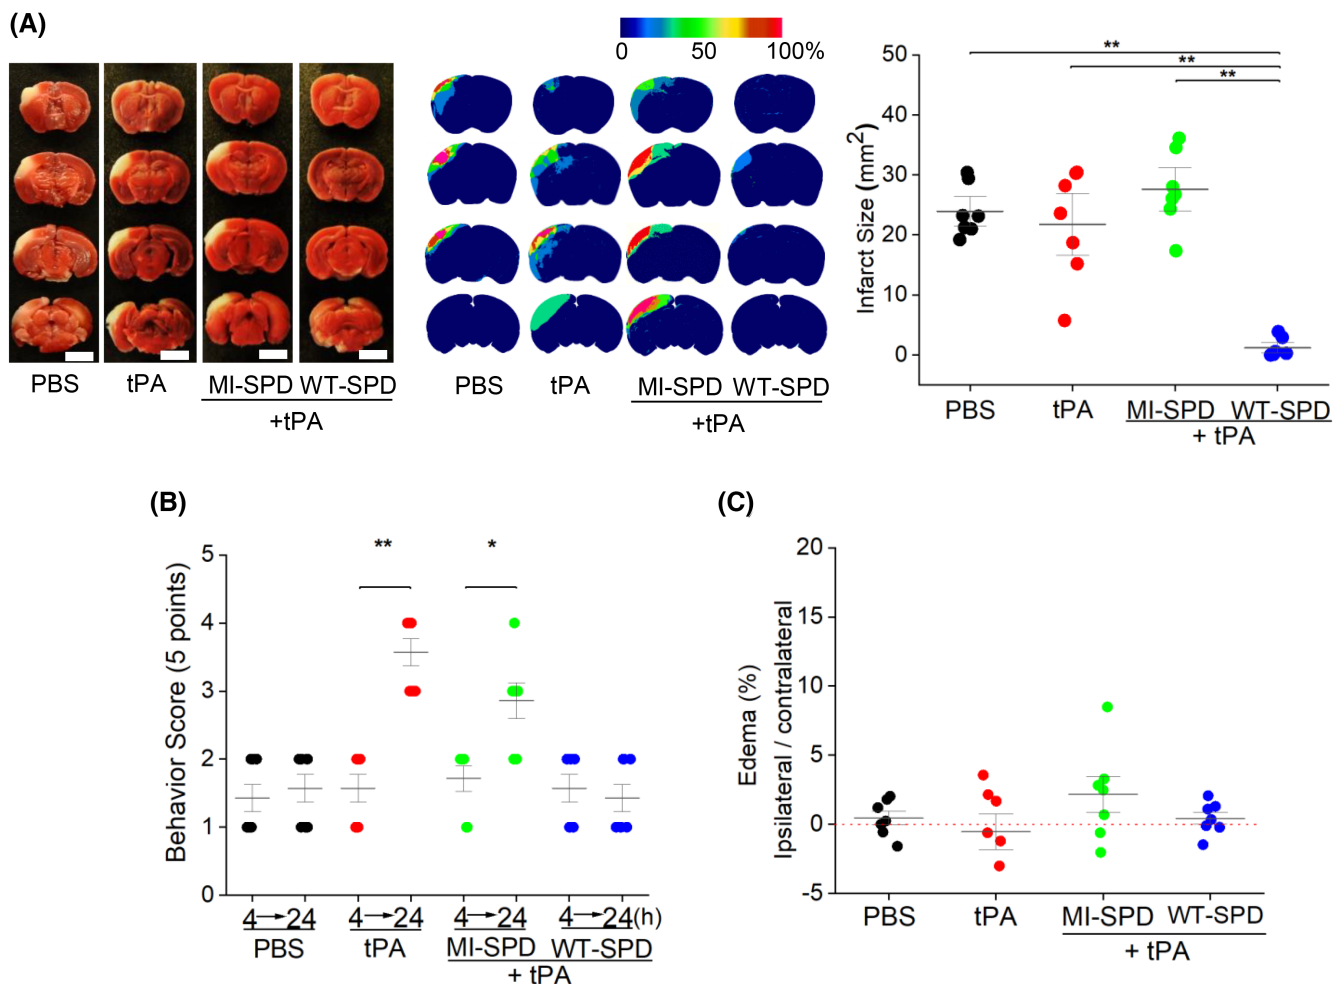 (A)
0 50 100%
PBS tPA MI-SPD WT-SPD
+tPA
PBS tPA MI-SPD WT-SPD
+tPA
Infarct Size (mm2)
50
40
30
20
10
0
**
**
**
PBS tPA MI-SPD WT-SPD
+ tPA
(B)
Behavior Score (5 points)
5
4
3
2
1
0
** *
4→24 4→24 4→24 4→24(h)
PBS tPA MI-SPD WT-SPD
+ tPA
(C)
Edema (%)
Ipsilateral / contralateral
20
15
10
5
0
-5
PBS tPA MI-SPD WT-SPD
+ tPA